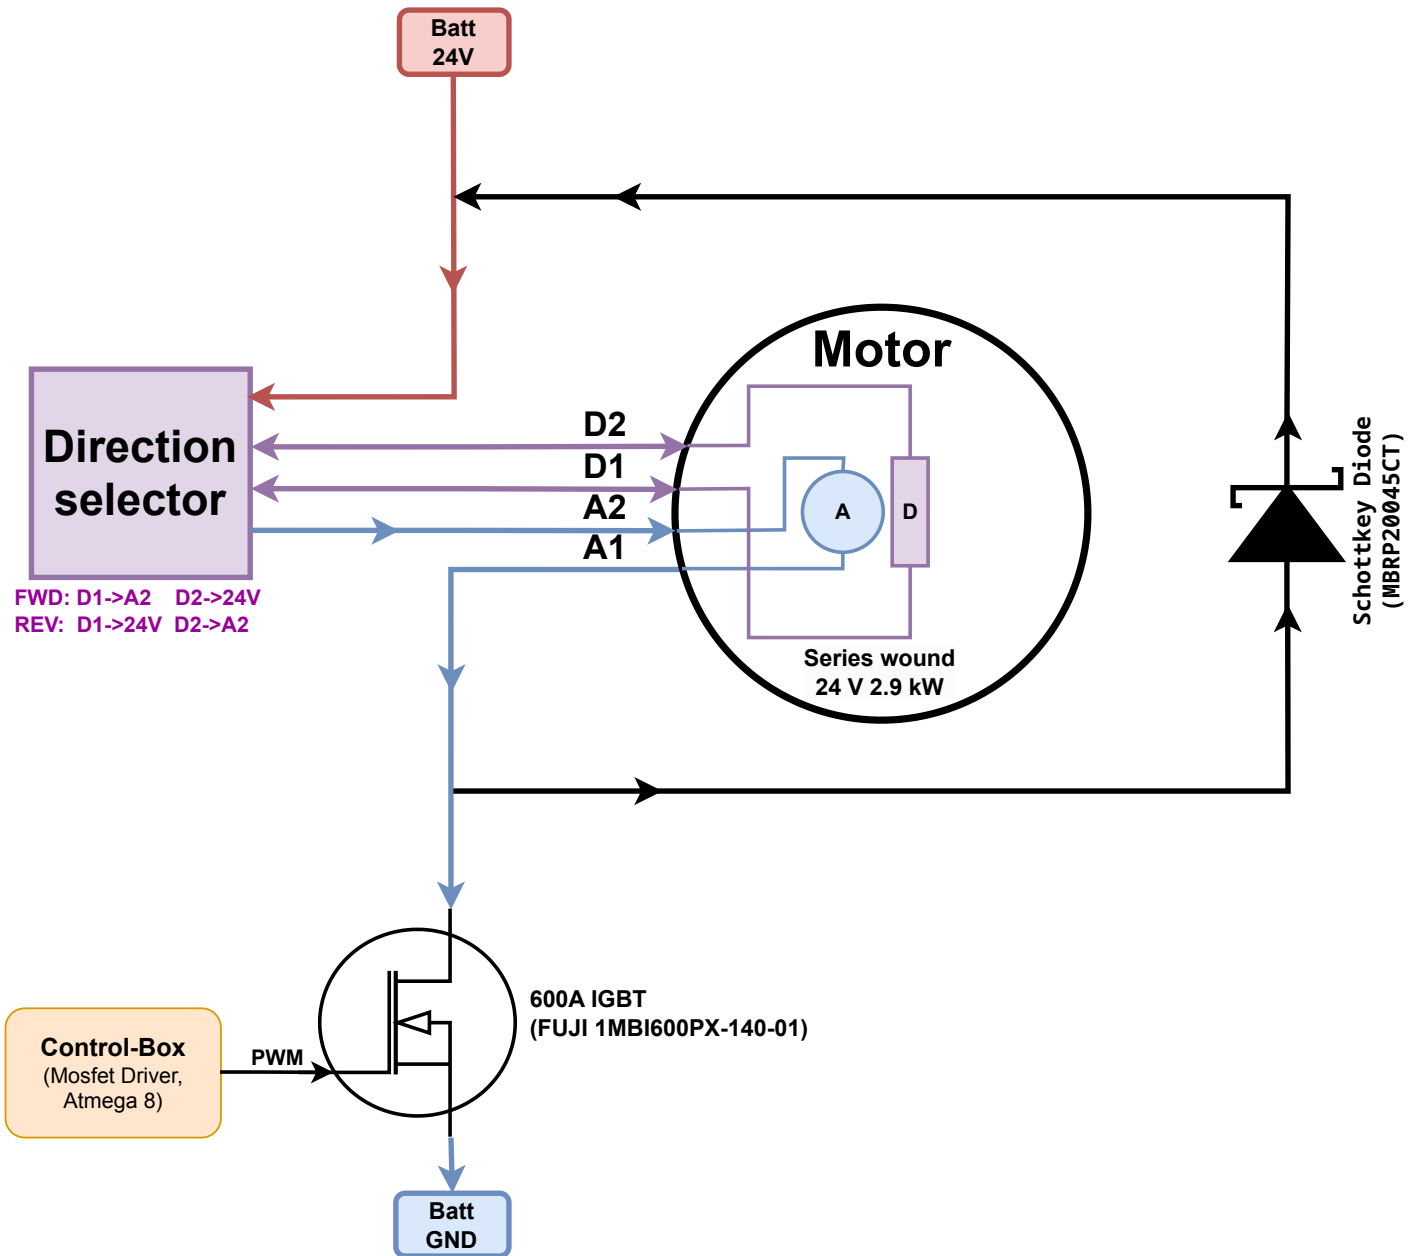 Batt
24V
Motor
Direction
selector
D2
D1
A2
A1
A
D
FWD: D1->A2 D2->24V
REV: D1->24V D2->A2
Series wound
24 V 2.9 kW
Schottkey Diode
(MBRP20045CT)
600A IGBT
(FUJI 1MBI600PX-140-01)
Control-Box
(Mosfet Driver,
Atmega 8)
PWM
Batt
GND